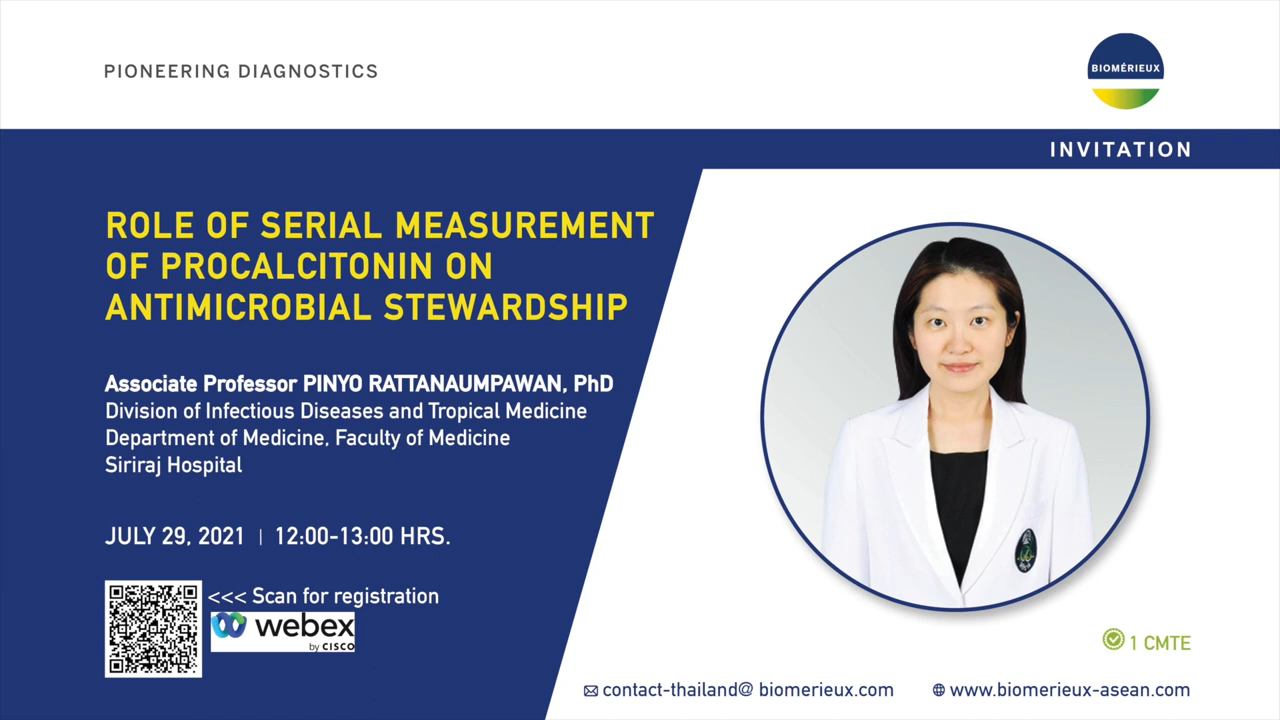 PIONEERING DIAGNOSTICS
BIOMÉRIEUX
INVITATION
ROLE OF SERIAL MEASUREMENT
OF PROCALCITONIN ON
ANTIMICROBIAL STEWARDSHIP
Associate Professor PINYO RATTANAUMPAWAN, PhD
Division of Infectious Diseases and Tropical Medicine
Department of Medicine, Faculty of Medicine
Siriraj Hospital
JULY 29, 2021 | 12:00-13:00 HRS.
<<< Scan for registration
webex
by CISCO
1 CMTE
contact-thailand@ biomerieux.com
www.biomerieux-asean.com